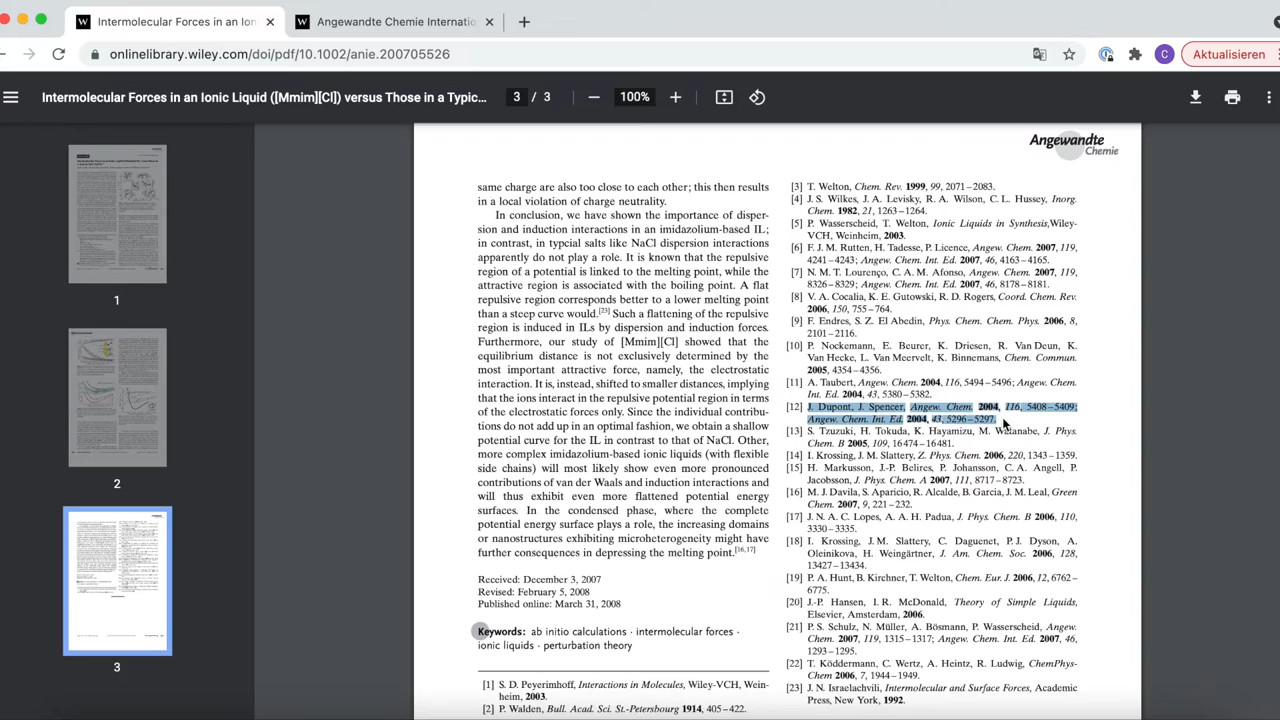 Intermolecular Forces in an Ion
Angewandte Chemie Internatio
onlinelibrary.wiley.com/doi/pdf/10.1002/anie.200705526
C
Aktualisieren
Intermolecular Forces in an Ionic Liquid ([Mmim][Cl]) versus Those in a Typic...
3 / 3
100%
1
2
3
Angewandte
Chemie
same charge are also too close to each other; this then results
in a local violation of charge neutrality.
In conclusion, we have shown the importance of disper-
sion and induction interactions in an imidazolium-based IL;
in contrast, in typcial salts like NaCl dispersion interactions
apparently do not play a role. It is known that the repulsive
region of a potential is linked to the melting point, while the
attractive region is associated with the boiling point. A flat
repulsive region corresponds better to a lower melting point
than a steep curve would.[23] Such a flattening of the repulsive
region is induced in ILs by dispersion and induction forces.
Furthermore, our study of [Mmim][Cl] showed that the
equilibrium distance is not exclusively determined by the
most important attractive force, namely, the electrostatic
interaction. It is, instead, shifted to smaller distances, implying
that the ions interact in the repulsive potential region in terms
of the electrostatic forces only. Since the individual contribu-
tions do not add up in an optimal fashion, we obtain a shallow
potential curve for the IL in contrast to that of NaCl. Other,
more complex imidazolium-based ionic liquids (with flexible
side chains) will most likely show even more pronounced
contributions of van der Waals and induction interactions and
will thus exhibit even more flattened potential energy
surfaces. In the condensed phase, where the complete
potential energy surface plays a role, the increasing domains
or nanostructures exhibiting microheterogeneity might have
further consequences in depressing the melting point.[16,17]
Received: December 3, 2007
Revised: February 5, 2008
Published online: March 31, 2008
Keywords: ab initio calculations · intermolecular forces ·
ionic liquids · perturbation theory
[1] S. D. Peyerimhoff, Interactions in Molecules, Wiley-VCH, Wein-
heim, 2003.
[2] P. Walden, Bull. Acad. Sci. St.-Petersbourg 1914, 405–422.
[3] T. Welton, Chem. Rev. 1999, 99, 2071–2083.
[4] J. S. Wilkes, J. A. Levisky, R. A. Wilson, C. L. Hussey, Inorg.
Chem. 1982, 21, 1263–1264.
[5] P. Wasserscheid, T. Welton, Ionic Liquids in Synthesis,Wiley-
VCH, Weinheim, 2003.
[6] F. J. M. Rutten, H. Tadesse, P. Licence, Angew. Chem. 2007, 119,
4241–4243; Angew. Chem. Int. Ed. 2007, 46, 4163–4165.
[7] N. M. T. Lourenço, C. A. M. Afonso, Angew. Chem. 2007, 119,
8326–8329; Angew. Chem. Int. Ed. 2007, 46, 8178–8181.
[8] V. A. Cocalia, K. E. Gutowski, R. D. Rogers, Coord. Chem. Rev.
2006, 150, 755–764.
[9] F. Endres, S. Z. El Abedin, Phys. Chem. Chem. Phys. 2006, 8,
2101–2116.
[10] P. Nockemann, E. Beurer, K. Driesen, R. Van Deun, K.
Van Hecke, L. Van Meervelt, K. Binnemans, Chem. Commun.
2005, 4354–4356.
[11] A. Taubert, Angew. Chem. 2004, 116, 5494–5496; Angew. Chem.
Int. Ed. 2004, 43, 5380–5382.
[12] J. Dupont, J. Spencer, Angew. Chem. 2004, 116, 5408–5409;
Angew. Chem. Int. Ed. 2004, 43, 5296–5297.
[13] S. Tzuzuki, H. Tokuda, K. Hayamizu, M. Watanabe, J. Phys.
Chem. B 2005, 109, 16474–16481.
[14] I. Krossing, J. M. Slattery, Z. Phys. Chem. 2006, 220, 1343–1359.
[15] H. Markusson, J.-P. Belires, P. Johansson, C. A. Angell, P.
Jacobsson, J. Phys. Chem. A 2007, 111, 8717–8723.
[16] M. J. Davila, S. Aparicio, R. Alcalde, B. Garcia, J. M. Leal, Green
Chem. 2007, 9, 221–232.
[17] J. N. A. C. Lopes, A. A. H. Padua, J. Phys. Chem. B 2006, 110,
3330–3335.
[18] I. Krossing, J. M. Slattery, C. Daguenet, P. J. Dyson, A.
Oleinikova, H. Weingärtner, J. Am. Chem. Soc. 2006, 128,
13427–13434.
[19] P. A. Hunt, B. Kirchner, T. Welton, Chem. Eur. J. 2006, 12, 6762–
6775.
[20] J.-P. Hansen, I. R. McDonald, Theory of Simple Liquids,
Elsevier, Amsterdam, 2006.
[21] P. S. Schulz, N. Müller, A. Bösmann, P. Wasserscheid, Angew.
Chem. 2007, 119, 1315–1317; Angew. Chem. Int. Ed. 2007, 46,
1293–1295.
[22] T. Köddermann, C. Wertz, A. Heintz, R. Ludwig, ChemPhys-
Chem 2006, 7, 1944–1949.
[23] J. N. Israelachvili, Intermolecular and Surface Forces, Academic
Press, New York, 1992.